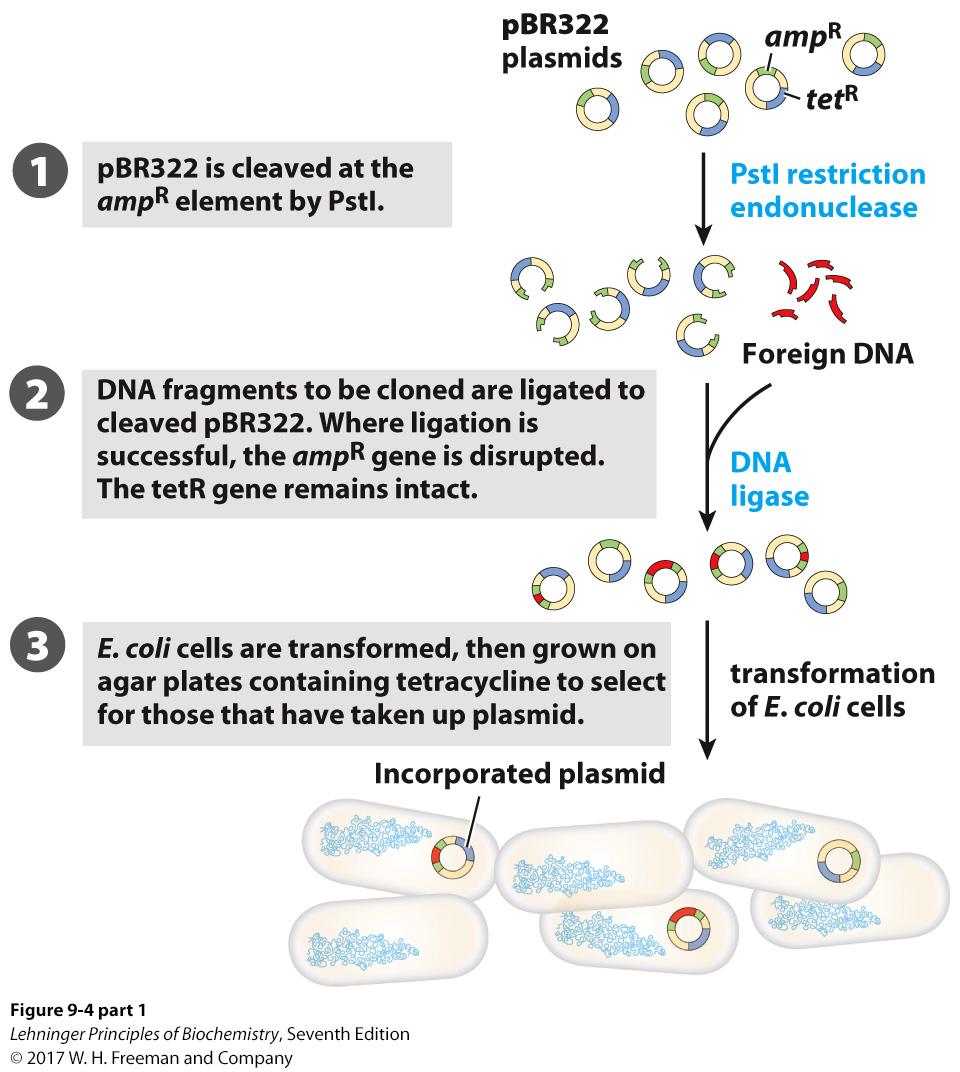 pBR322
plasmids
ampR
tetR
1
pBR322 is cleaved at the
ampR element by PstI.
PstI restriction
endonuclease
Foreign DNA
2
DNA fragments to be cloned are ligated to
cleaved pBR322. Where ligation is
successful, the ampR gene is disrupted.
The tetR gene remains intact.
DNA
ligase
3
E. coli cells are transformed, then grown on
agar plates containing tetracycline to select
for those that have taken up plasmid.
transformation
of E. coli cells
Incorporated plasmid
Figure 9-4 part 1
Lehninger Principles of Biochemistry, Seventh Edition
© 2017 W. H. Freeman and Company